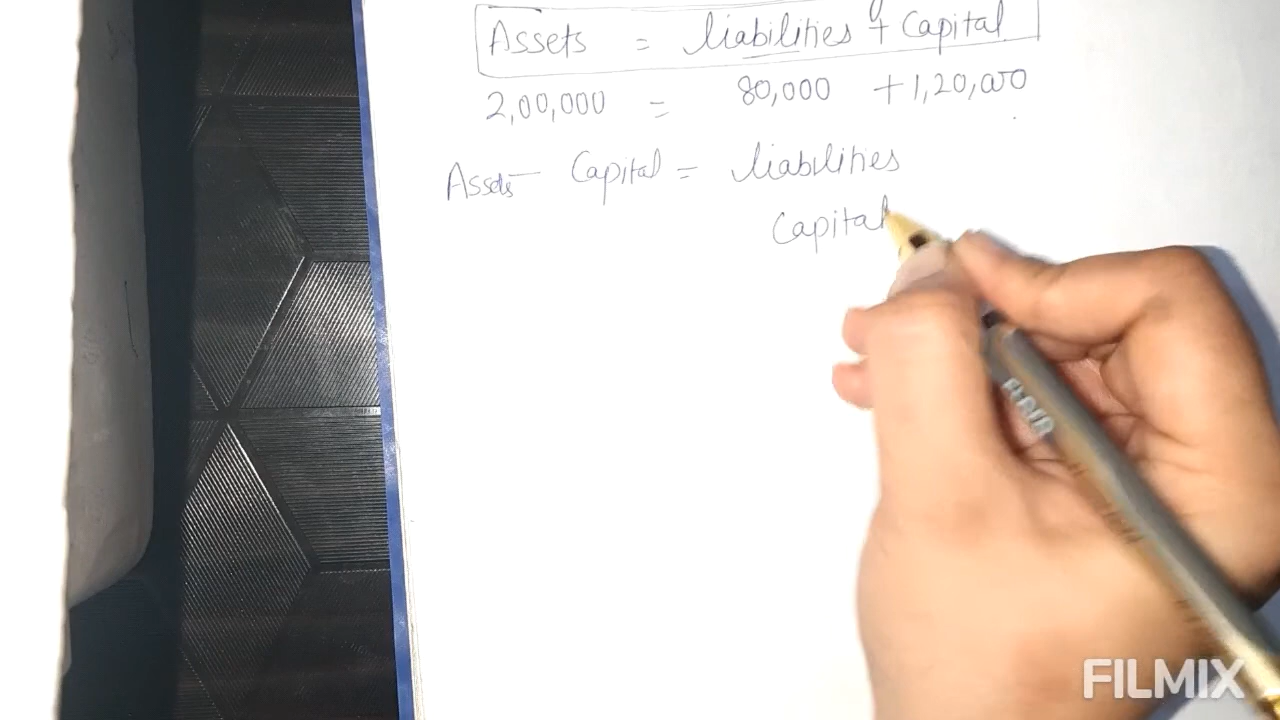 Assets = liabilities + Capital
2,00,000 = 80,000 + 1,20,000
Assets - Capital = liabilities
Capital
FILMIX